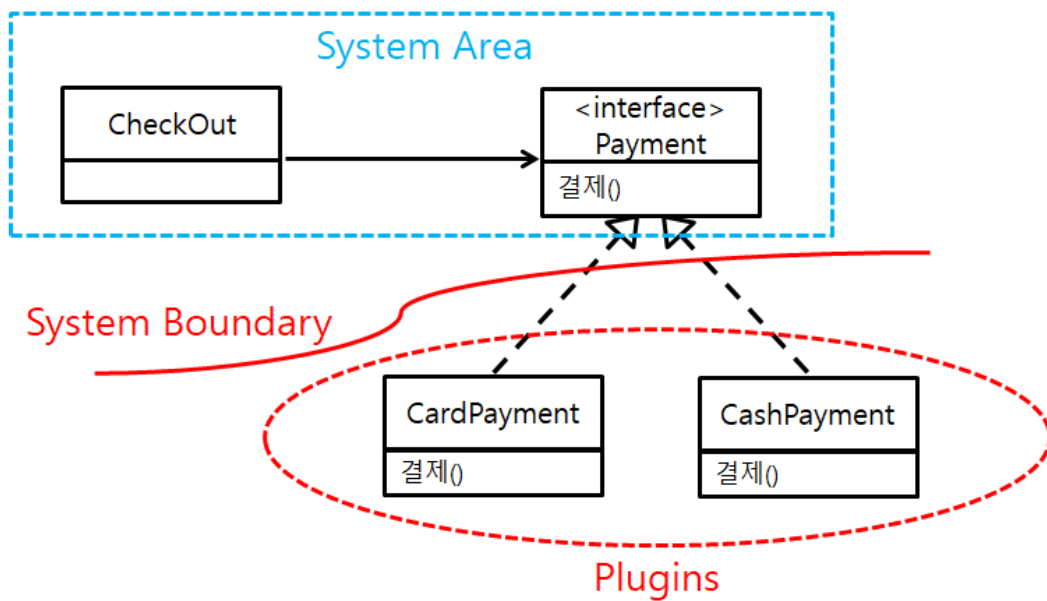 System Area
CheckOut
<interface>
Payment
결제()
System Boundary
CardPayment
결제()
CashPayment
결제()
Plugins